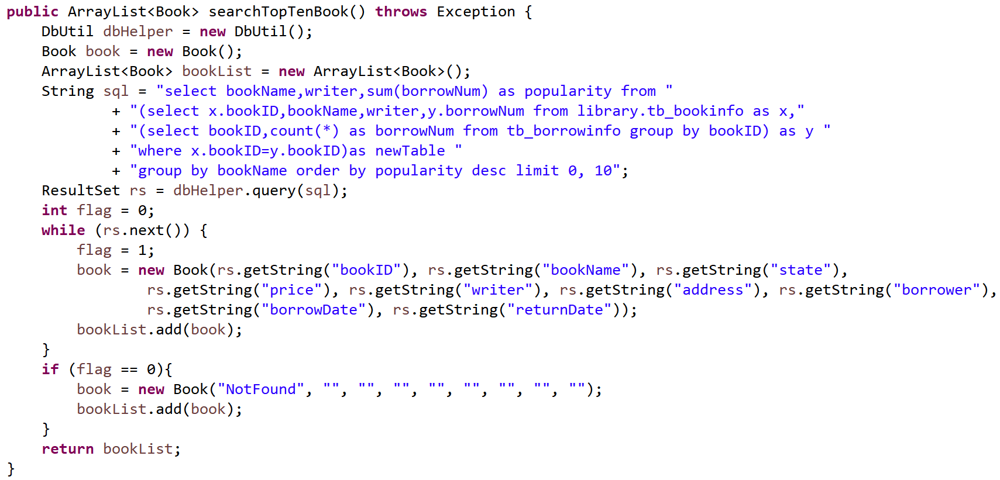 public ArrayList<Book> searchTopTenBook() throws Exception {
    DbUtil dbHelper = new DbUtil();
    Book book = new Book();
    ArrayList<Book> bookList = new ArrayList<Book>();
    String sql = "select bookName,writer,sum(borrowNum) as popularity from "
            + "(select x.bookID,bookName,writer,y.borrowNum from library.tb_bookinfo as x,"
            + "(select bookID,count(*) as borrowNum from tb_borrowinfo group by bookID) as y "
            + "where x.bookID=y.bookID)as newTable "
            + "group by bookName order by popularity desc limit 0, 10";
    ResultSet rs = dbHelper.query(sql);
    int flag = 0;
    while (rs.next()) {
        flag = 1;
        book = new Book(rs.getString("bookID"), rs.getString("bookName"), rs.getString("state"),
                rs.getString("price"), rs.getString("writer"), rs.getString("address"), rs.getString("borrower"),
                rs.getString("borrowDate"), rs.getString("returnDate"));
        bookList.add(book);
    }
    if (flag == 0){
        book = new Book("NotFound", "", "", "", "", "", "", "", "");
        bookList.add(book);
    }
    return bookList;
}